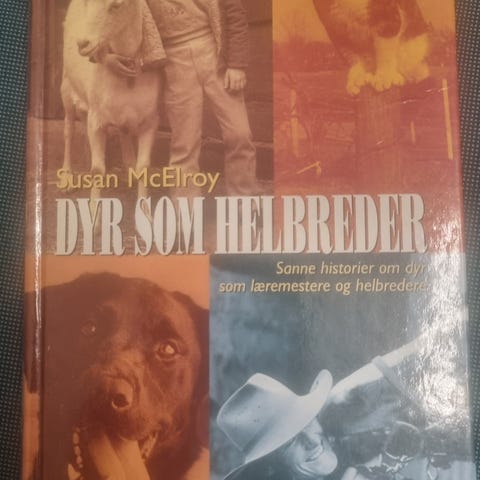 Susan McElroy
DYR SOM HELBREDER
Sanne historier om dyr
som læremestere og helbredere